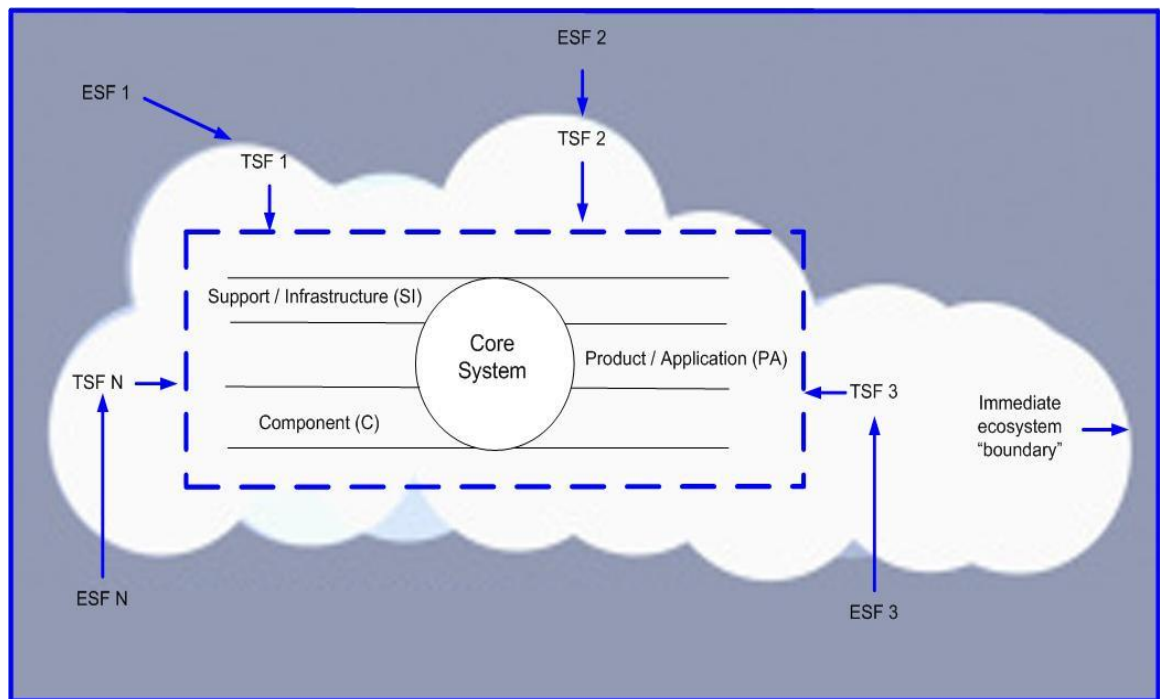 ESF 2
ESF 1
TSF 2
TSF 1
Support / Infrastructure (SI)
Core
System
Product / Application (PA)
TSF N
TSF 3
Component (C)
Immediate
ecosystem
“boundary”
ESF N
ESF 3